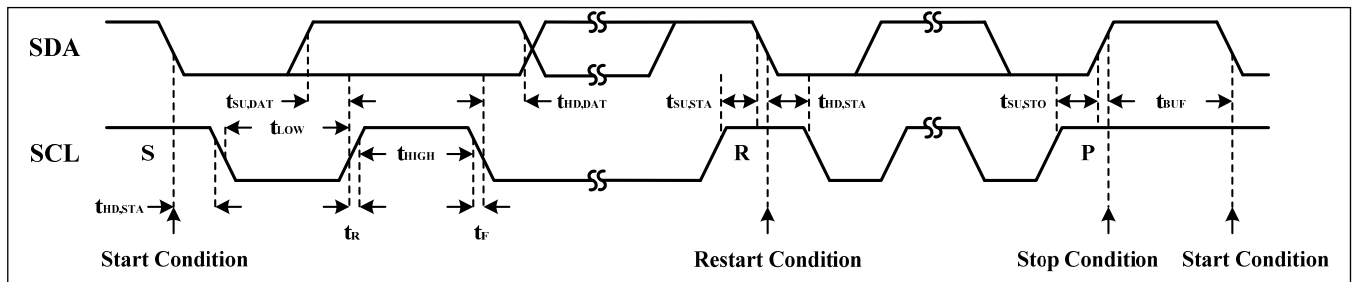 SDA
tSU,DAT tHD,DAT tSU,STA tHD,STA tSU,STO tBUF
tLOW
SCL S tHIGH R P
tHD,STA
tR tF
Start Condition Restart Condition Stop Condition Start Condition